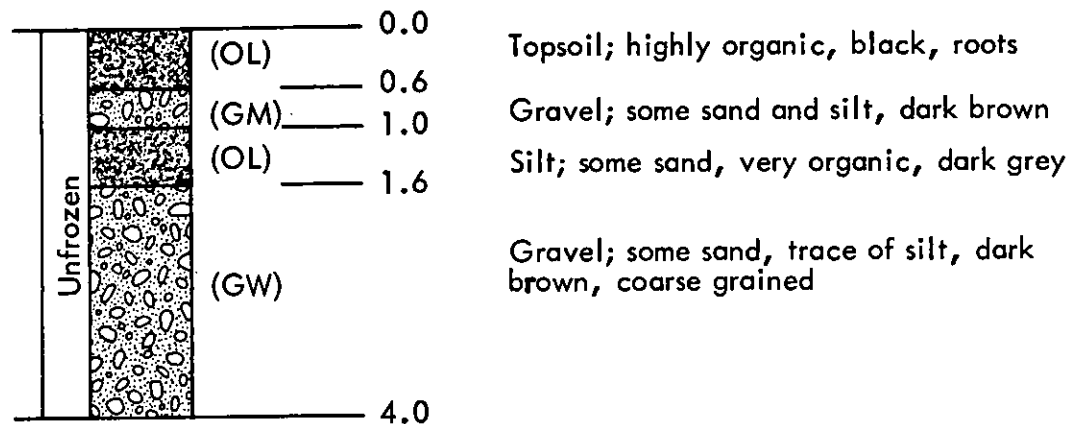 0.0
(OL)
Topsoil; highly organic, black, roots
0.6
(GM)
Gravel; some sand and silt, dark brown
1.0
(OL)
Silt; some sand, very organic, dark grey
1.6
Unfrozen
(GW)
Gravel; some sand, trace of silt, dark
brown, coarse grained
4.0